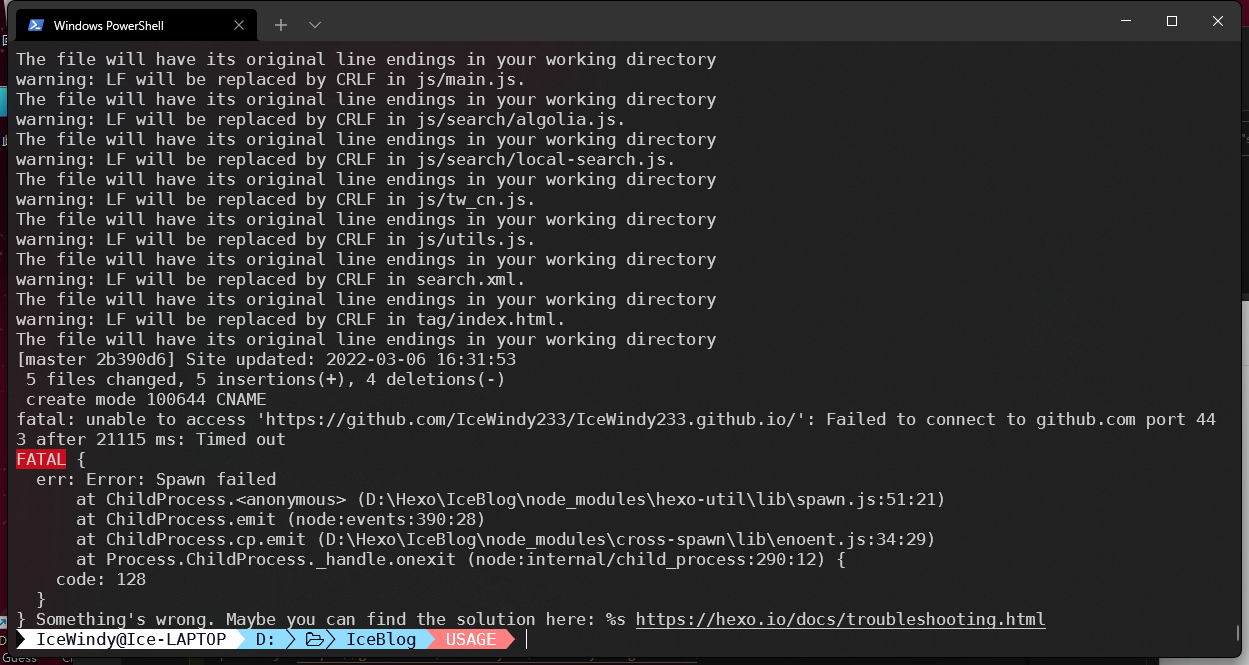 Windows PowerShell
The file will have its original line endings in your working directory
warning: LF will be replaced by CRLF in js/main.js.
The file will have its original line endings in your working directory
warning: LF will be replaced by CRLF in js/search/algolia.js.
The file will have its original line endings in your working directory
warning: LF will be replaced by CRLF in js/search/local-search.js.
The file will have its original line endings in your working directory
warning: LF will be replaced by CRLF in js/tw_cn.js.
The file will have its original line endings in your working directory
warning: LF will be replaced by CRLF in js/utils.js.
The file will have its original line endings in your working directory
warning: LF will be replaced by CRLF in search.xml.
The file will have its original line endings in your working directory
warning: LF will be replaced by CRLF in tag/index.html.
The file will have its original line endings in your working directory
[master 2b390d6] Site updated: 2022-03-06 16:31:53
 5 files changed, 5 insertions(+), 4 deletions(-)
 create mode 100644 CNAME
fatal: unable to access 'https://github.com/IceWindy233/IceWindy233.github.io/': Failed to connect to github.com port 44
3 after 21115 ms: Timed out
FATAL {
  err: Error: Spawn failed
      at ChildProcess.<anonymous> (D:\Hexo\IceBlog\node_modules\hexo-util\lib\spawn.js:51:21)
      at ChildProcess.emit (node:events:390:28)
      at ChildProcess.cp.emit (D:\Hexo\IceBlog\node_modules\cross-spawn\lib\enoent.js:34:29)
      at Process.ChildProcess._handle.onexit (node:internal/child_process:290:12) {
    code: 128
  }
} Something's wrong. Maybe you can find the solution here: %s https://hexo.io/docs/troubleshooting.html
IceWindy@Ice-LAPTOP D: IceBlog USAGE